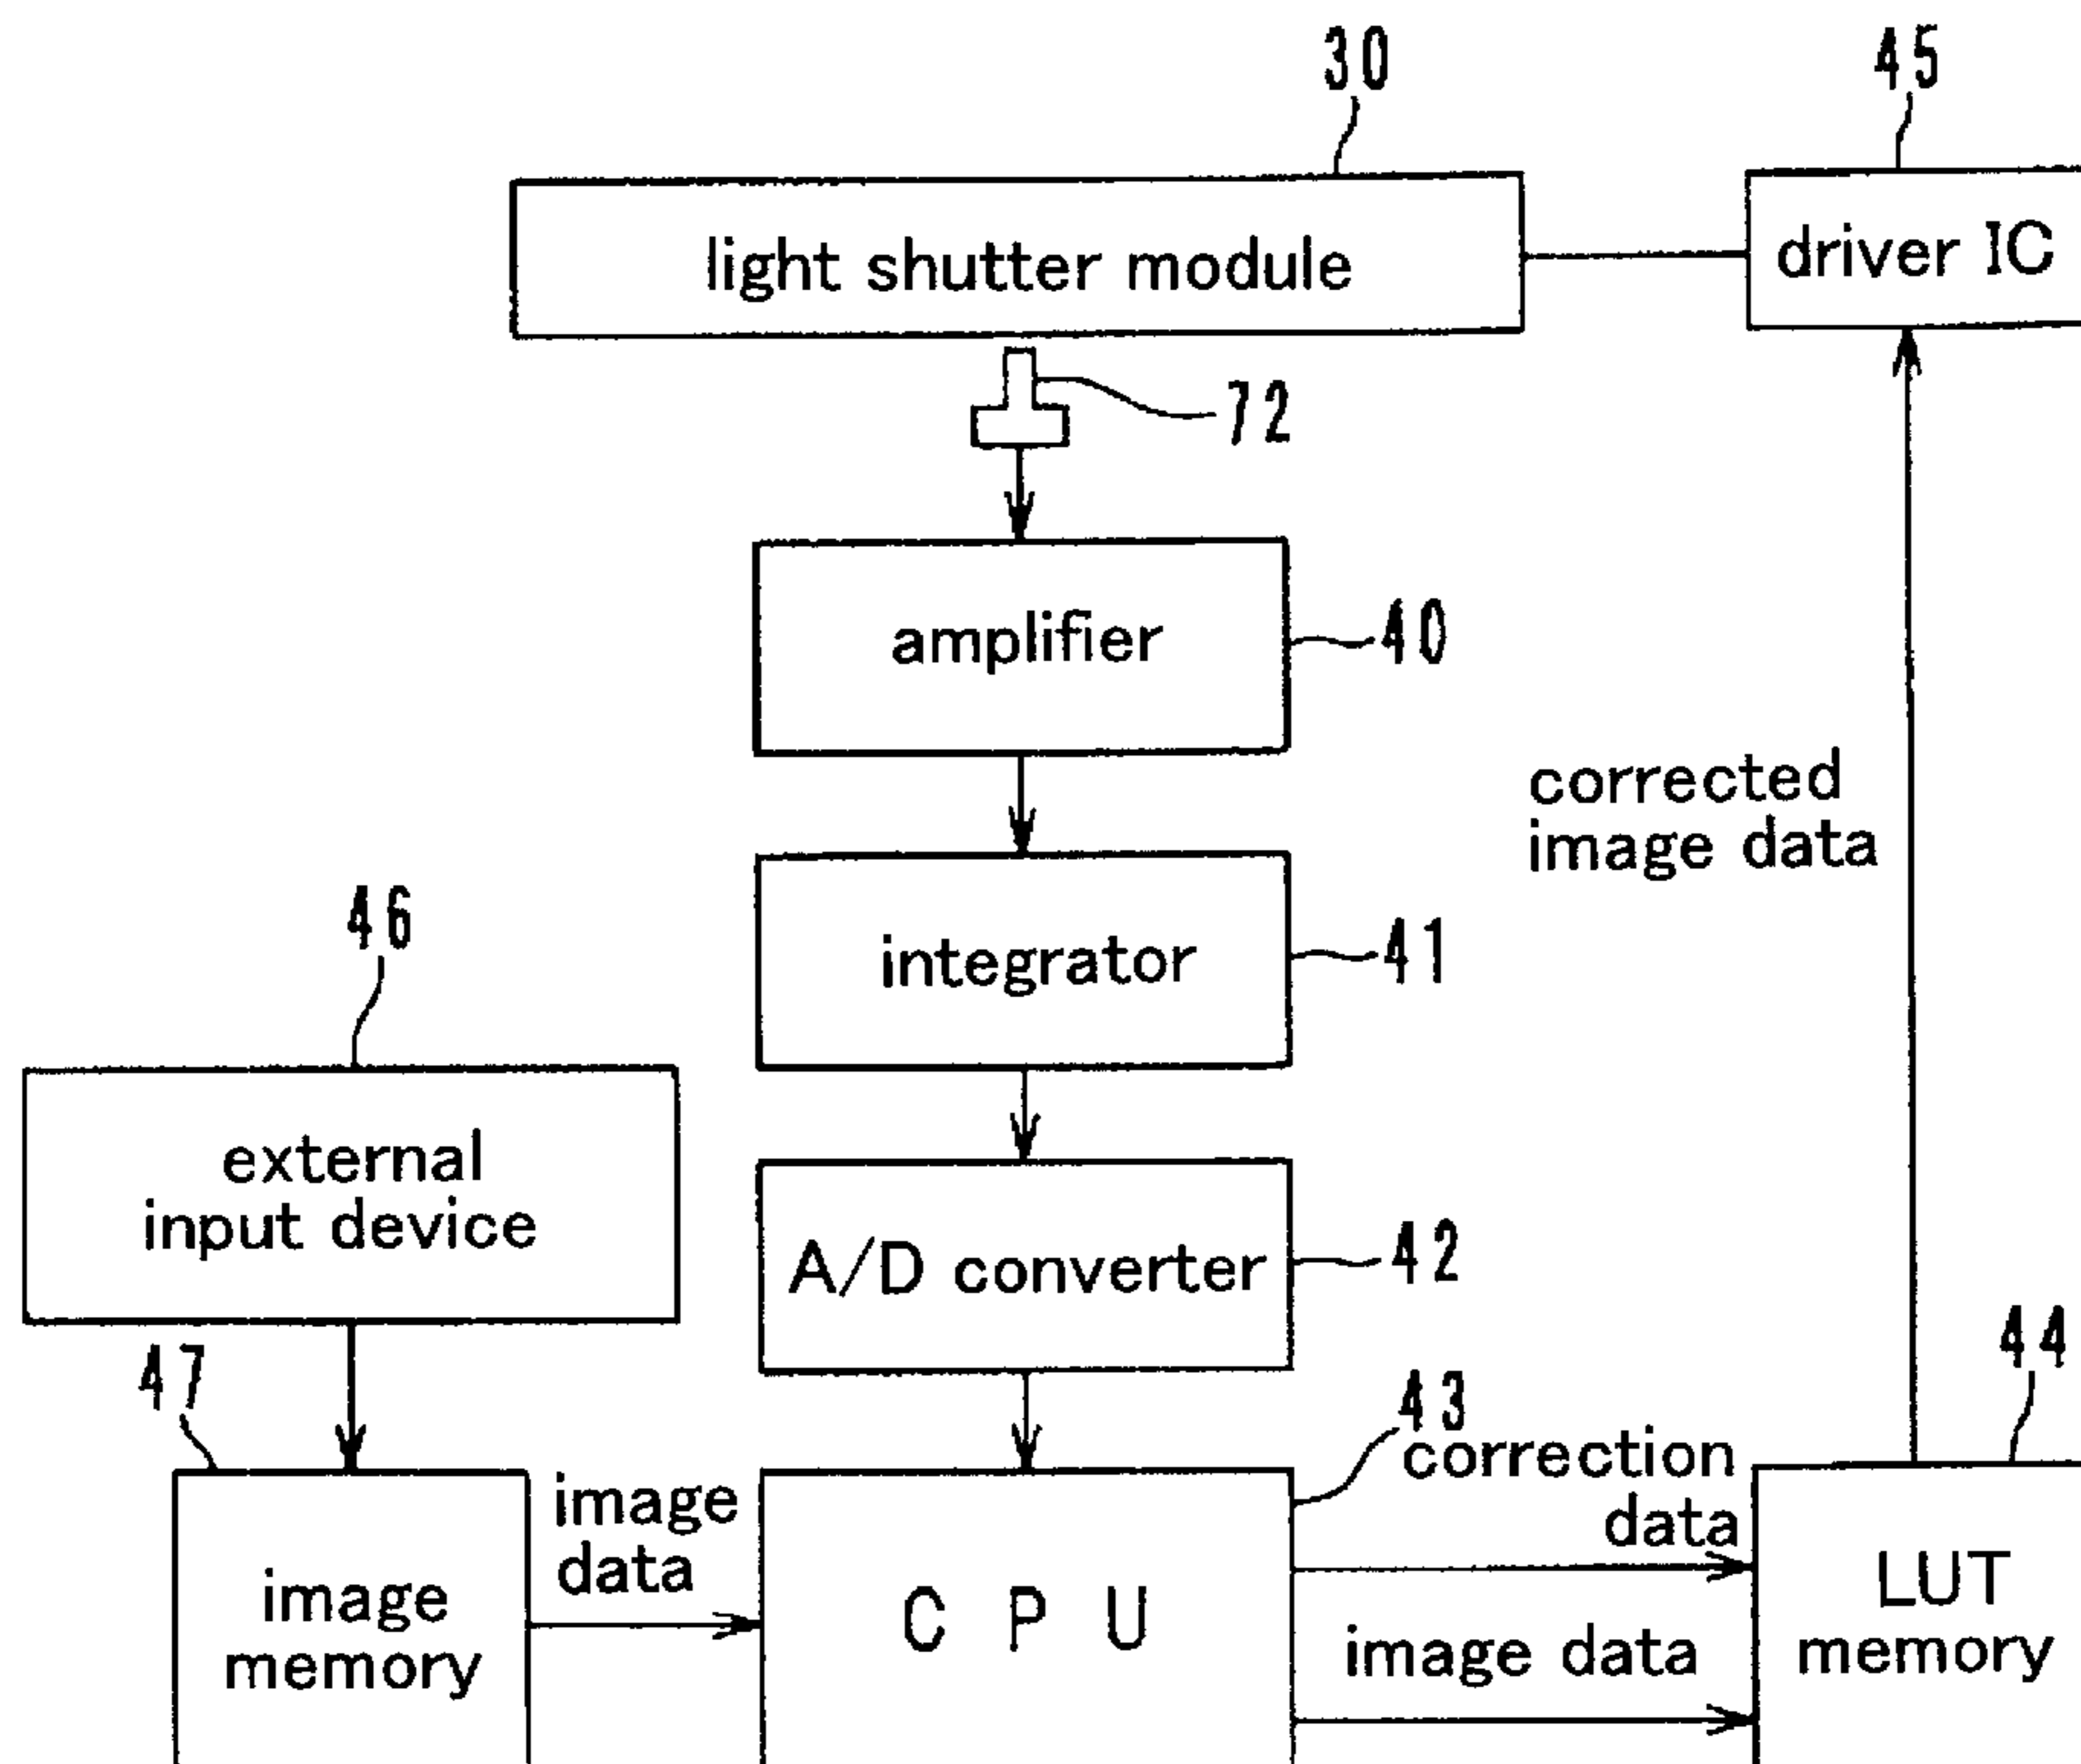 30
45
light shutter module
driver IC
72
amplifier
40
corrected
image data
46
integrator
41
external
input device
A/D converter
42
47
43
44
correction
data
image
data
image
memory
C P U
LUT
memory
image data